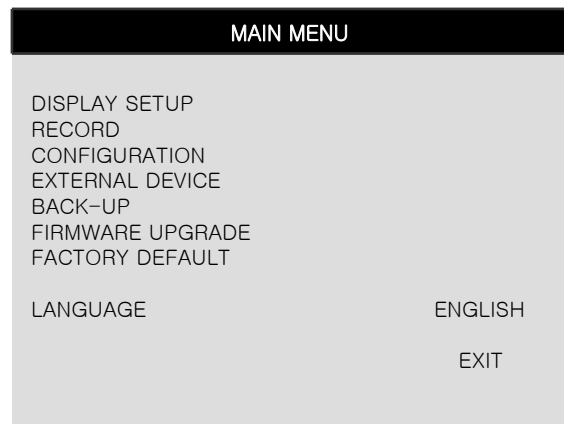 MAIN MENU
DISPLAY SETUP
RECORD
CONFIGURATION
EXTERNAL DEVICE
BACK-UP
FIRMWARE UPGRADE
FACTORY DEFAULT
LANGUAGE ENGLISH
EXIT